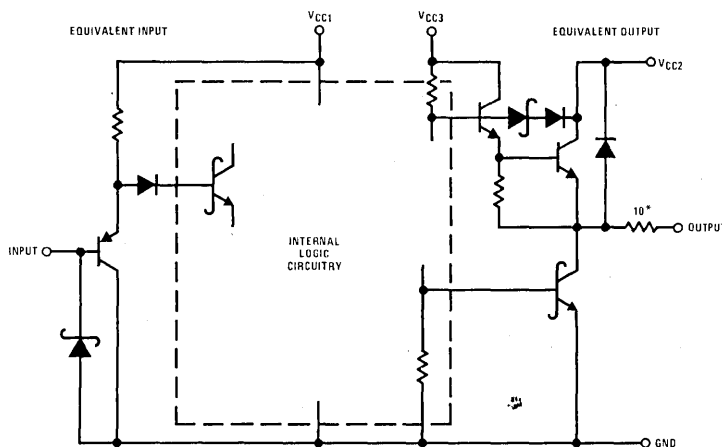 EQUIVALENT INPUT
VCC1
VCC3
EQUIVALENT OUTPUT
VCC2
10*
OUTPUT
INPUT
INTERNAL
LOGIC
CIRCUITRY
GND